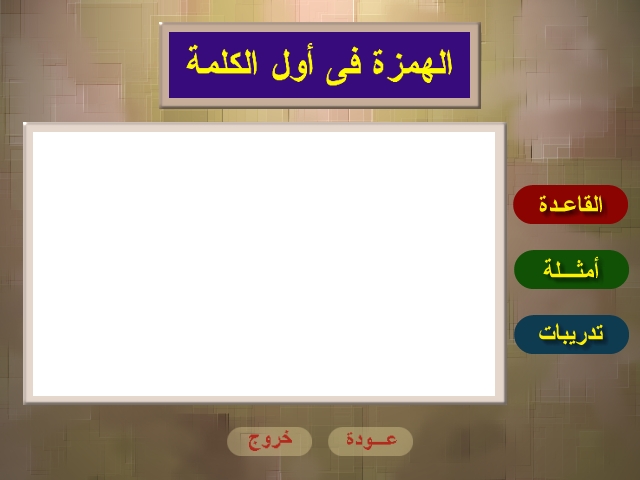 الهمزة فى أول الكلمة
القاعدة
أمثـــلة
تدريبات
عـــودة
خروج